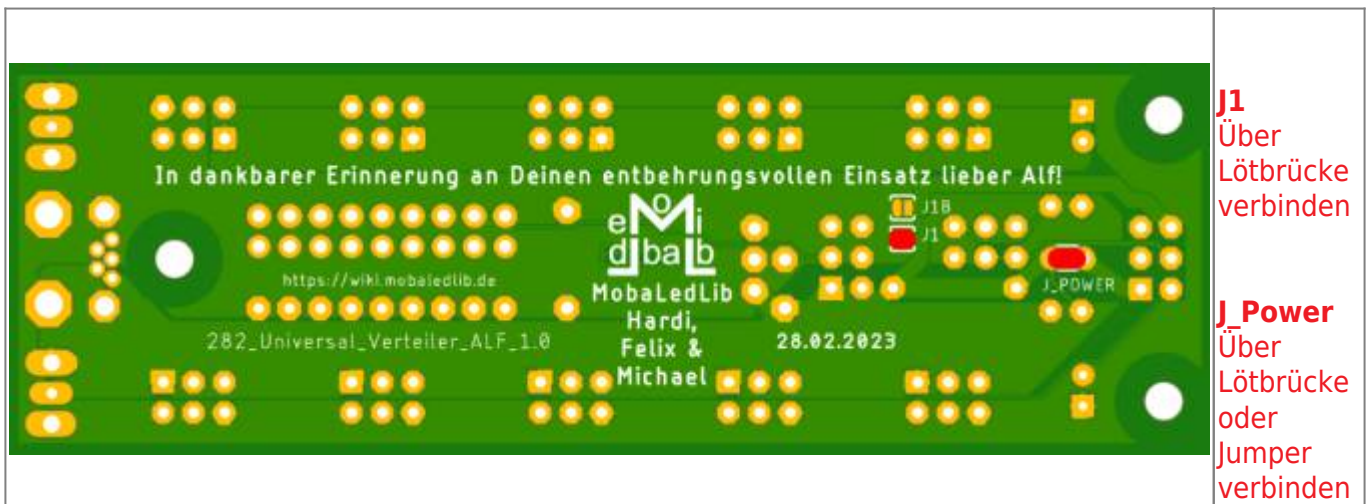 In dankbarer Erinnerung an Deinen entbehrungsvollen Einsatz lieber Alf!
J1B
J1
https://wiki.mobaledlib.de
J_POWER
MobaLedLib
Hardi,
Felix &
Michael
282_Universal_Verteiler_ALF_1.0
28.02.2023
J1
Über
Lötbrücke
verbinden
J_Power
Über
Lötbrücke
oder
Jumper
verbinden